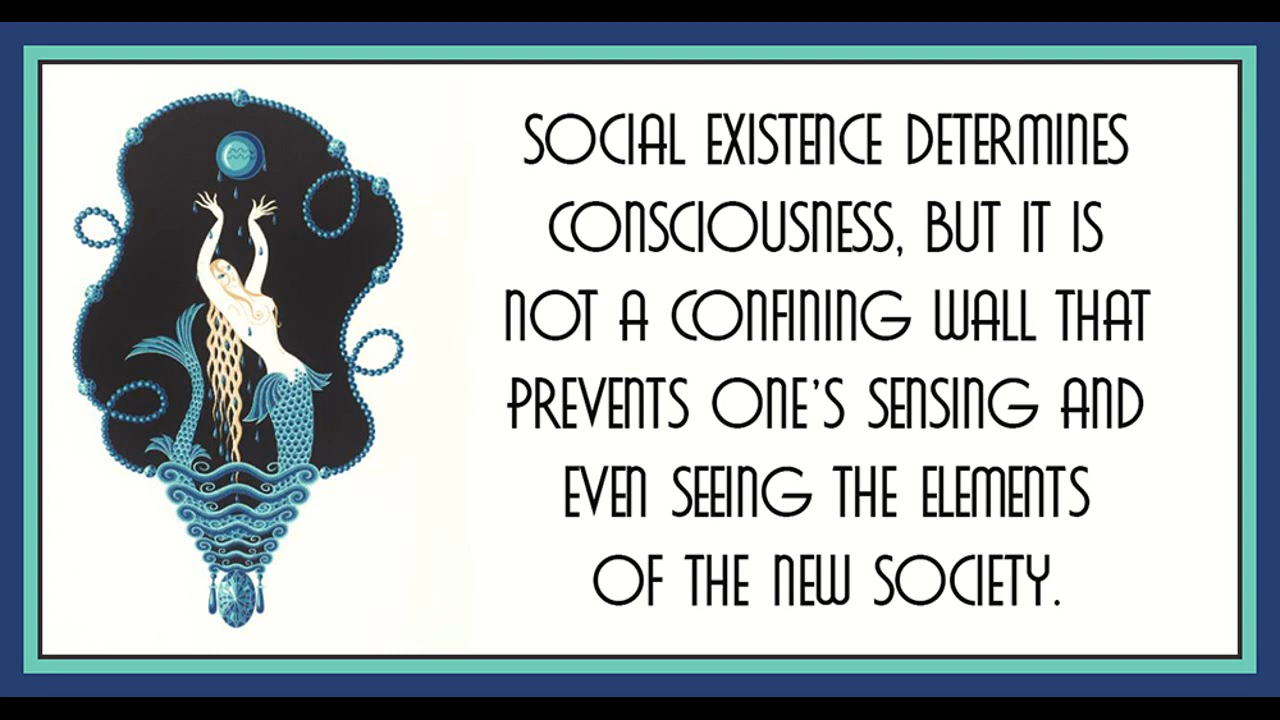 SOCIAL EXISTENCE DETERMINES
CONSCIOUSNESS, BUT IT IS
NOT A CONFINING WALL THAT
PREVENTS ONE'S SENSING AND
EVEN SEEING THE ELEMENTS
OF THE NEW SOCIETY.